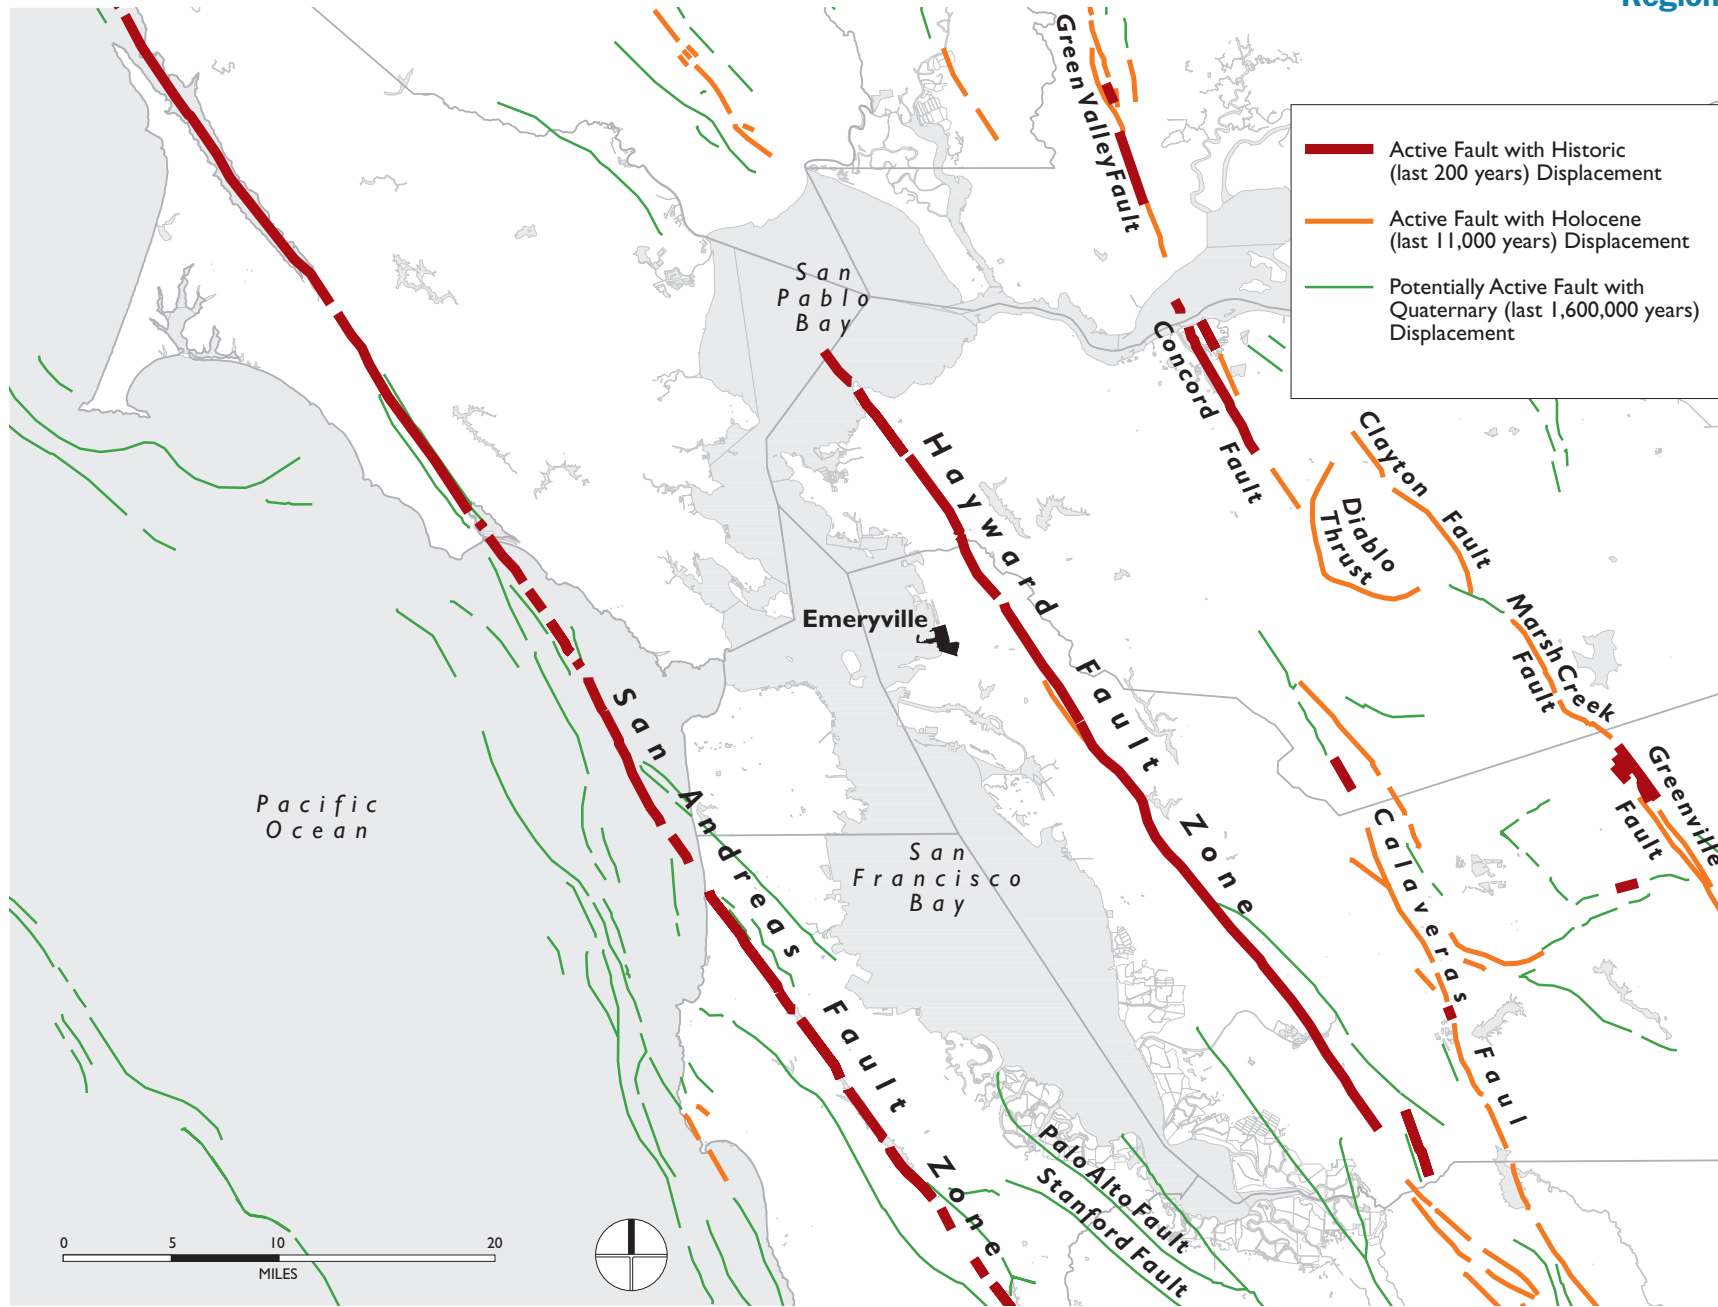 Region
Green Valley Fault
Active Fault with Historic
(last 200 years) Displacement
Active Fault with Holocene
(last 11,000 years) Displacement
Potentially Active Fault with
Quaternary (last 1,600,000 years)
Displacement
San
Pablo
Bay
Concord Fault
Clayton Fault
Diablo
Thrust
Hayward Fault Zone
Emeryville
Marsh Creek
Fault
Greenville
Fault
San Andreas Fault Zone
Pacific
Ocean
San
Francisco
Bay
Calaveras Faul
Palo Alto Fault
Stanford Fault
0 5 10 20
MILES